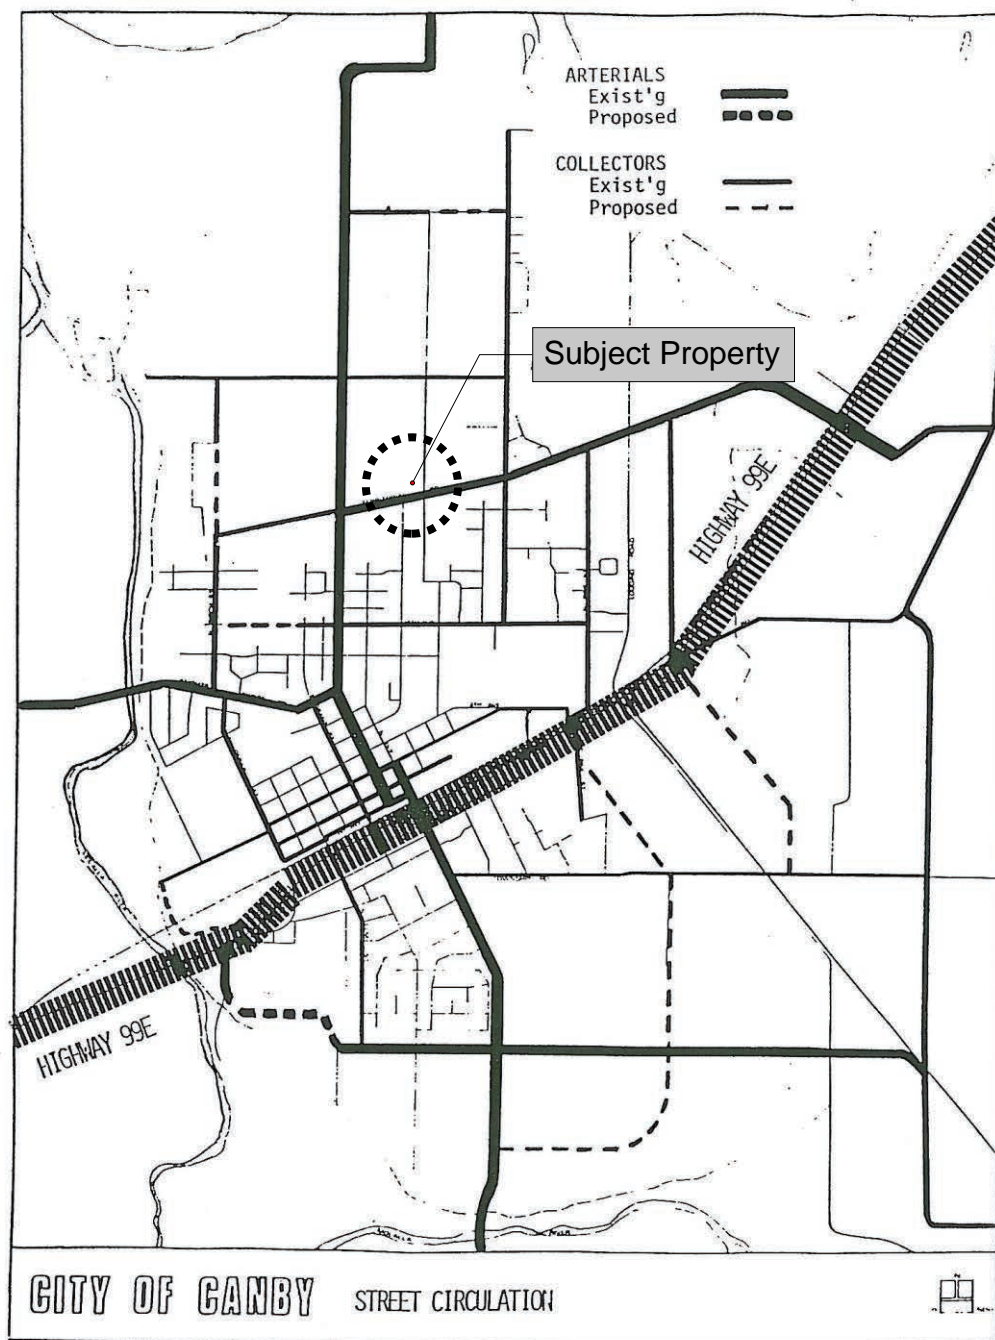 ARTERIALS
Exist'g
Proposed
COLLECTORS
Exist'g
Proposed
Subject Property
HIGHWAY 99E
HIGHWAY 99E
CITY OF CANBY STREET CIRCULATION